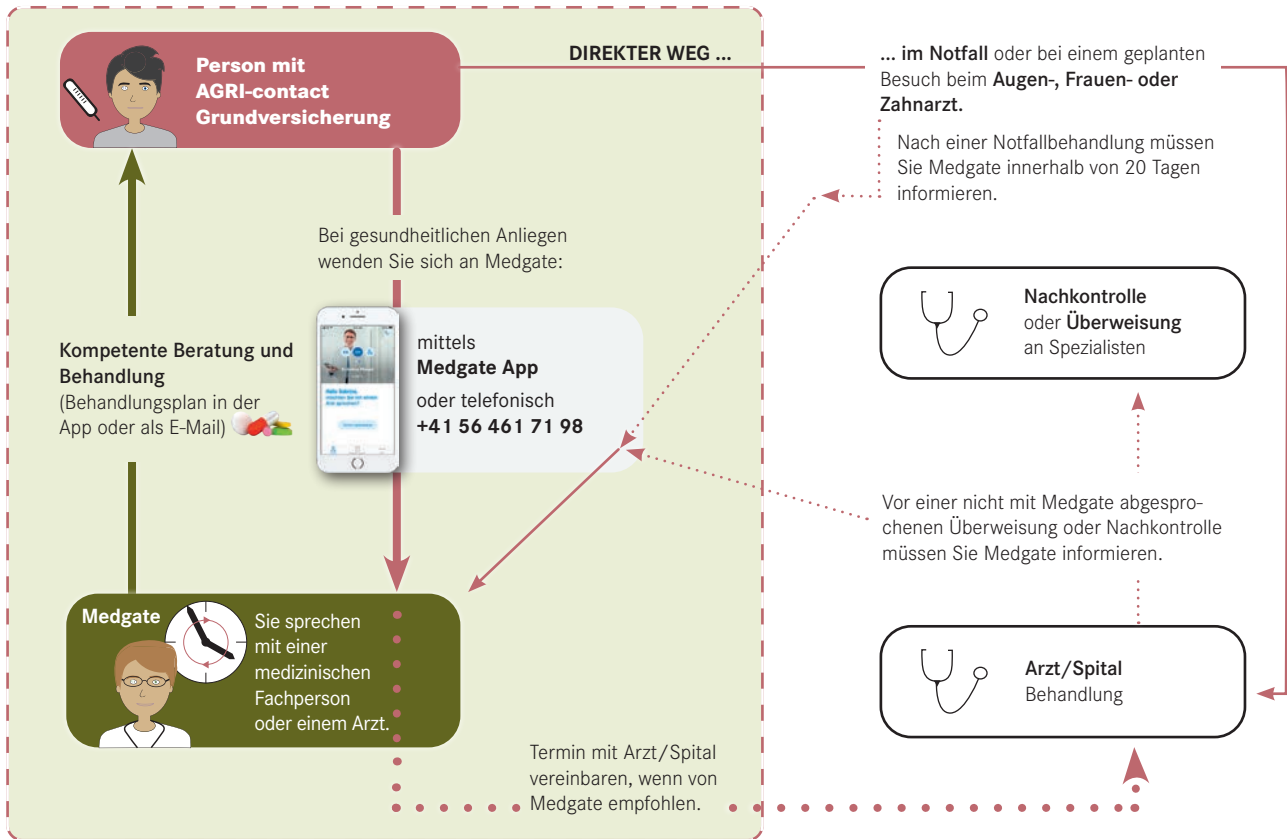 Person mit
AGRI-contact
Grundversicherung
DIREKTER WEG ...
... im Notfall oder bei einem geplanten
Besuch beim Augen-, Frauen- oder
Zahnarzt.
Nach einer Notfallbehandlung müssen
Sie Medgate innerhalb von 20 Tagen
informieren.
Bei gesundheitlichen Anliegen
wenden Sie sich an Medgate:
mittels
Medgate App
oder telefonisch
+41 56 461 71 98
Kompetente Beratung und
Behandlung
(Behandlungsplan in der
App oder als E-Mail)
Nachkontrolle
oder Überweisung
an Spezialisten
Vor einer nicht mit Medgate abgespro-
chenen Überweisung oder Nachkontrolle
müssen Sie Medgate informieren.
Medgate
Sie sprechen
mit einer
medizinischen
Fachperson
oder einem Arzt.
Arzt/Spital
Behandlung
Termin mit Arzt/Spital
vereinbaren, wenn von
Medgate empfohlen.